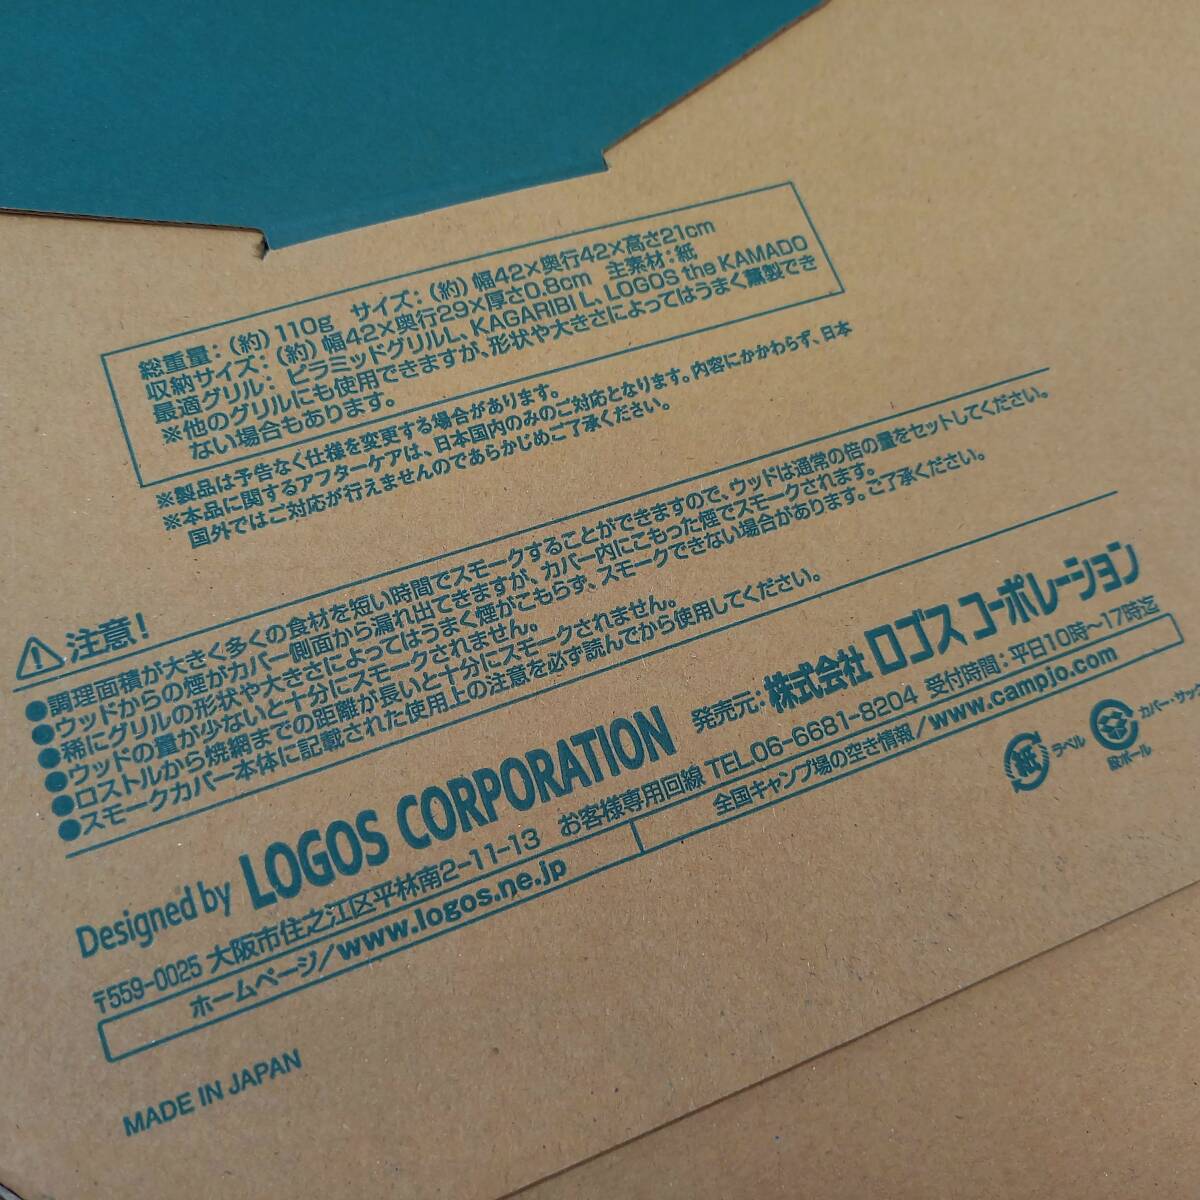 総重量：（約）110g　サイズ：（約）幅42×奥行42×高さ21cm
収納サイズ：（約）幅42×奥行29×厚さ0.8cm　主素材：紙
最適グリル：ピラミッドグリルL、KAGARIBI L、LOGOS the KAMADO
※他のグリルにも使用できますが、形状や大きさによってはうまく薫製でき
ない場合もあります。
※製品は予告なく仕様を変更する場合があります。
※本品に関するアフターケアは、日本国内のみのご対応となります。内容にかかわらず、日本
国外ではご対応が行えませんのであらかじめご了承ください。
注意！
●調理面積が大きく多くの食材を短い時間でスモークすることができますので、ウッドは通常の倍の量をセットしてください。
●ウッドからの煙がカバー側面から漏れ出てきますが、カバー内にこもった煙でスモークされます。
●稀にグリルの形状や大きさによってはうまく煙がこもらず、スモークできない場合があります。ご了承ください。
●ウッドの量が少ないと十分にスモークされません。
●ロストルから焼網までの距離が長いと十分にスモークされません。
●スモークカバー本体に記載された使用上の注意を必ず読んでから使用してください。
Designed by LOGOS CORPORATION　発売元：株式会社 ロゴス コーポレーション
〒559-0025 大阪市住之江区平林南2-11-13　お客様専用回線 TEL06-6681-8204　受付時間：平日10時～17時迄
ホームページ/www.logos.ne.jp　全国キャンプ場の空き情報/www.campjo.com
紙 ラベル　段ボール カバー・サッ
MADE IN JAPAN